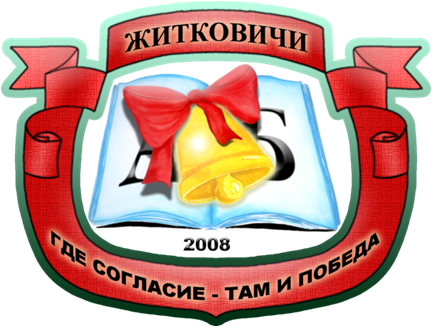 ЖИТКОВИЧИ
А Б
2008
ГДЕ СОГЛАСИЕ - ТАМ И ПОБЕДА